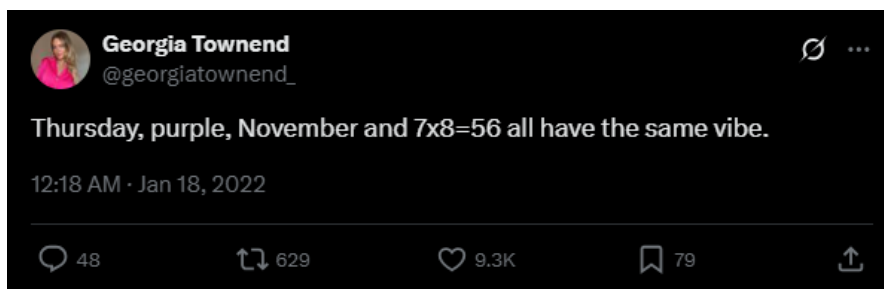 Georgia Townend
@georgiatownend_
Thursday, purple, November and 7x8=56 all have the same vibe.
12:18 AM · Jan 18, 2022
48 629 9.3K 79